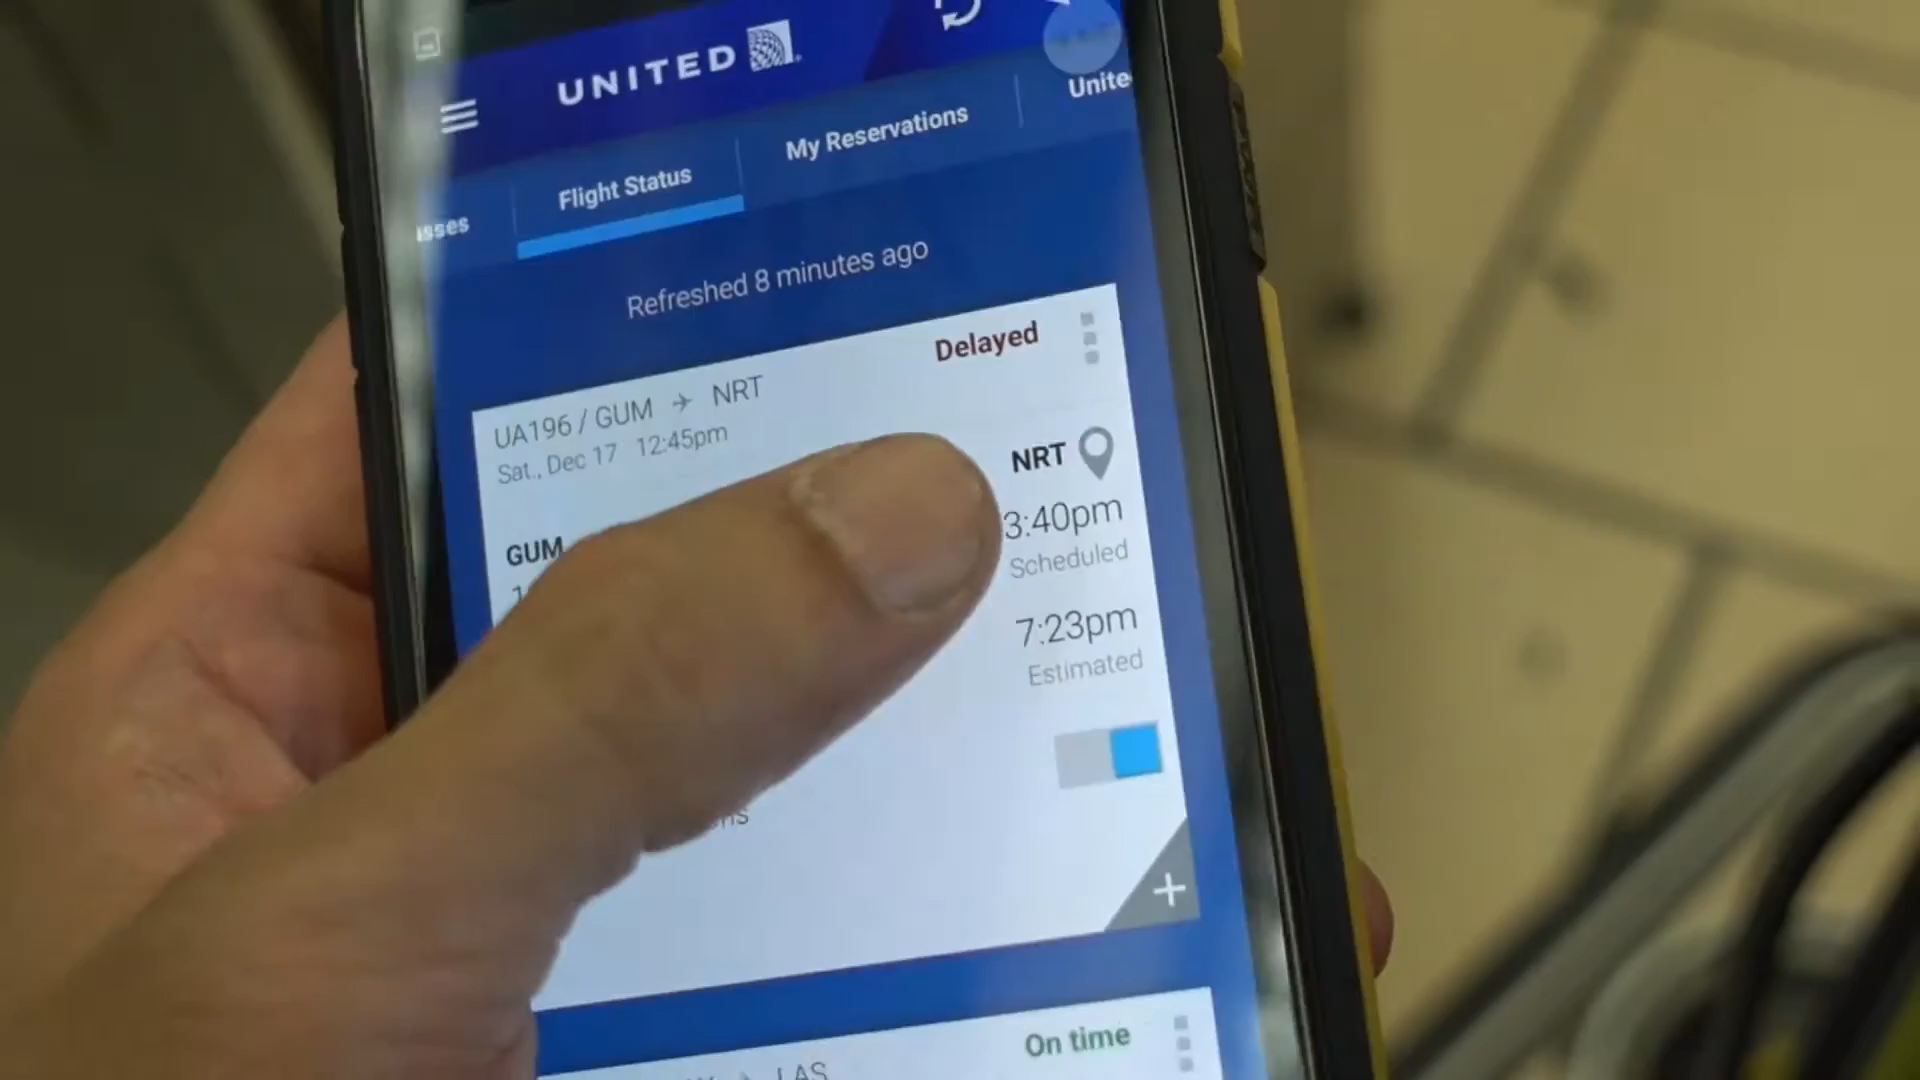 UNITED
Flight Status
My Reservations
Refreshed 8 minutes ago
Delayed
UA196 / GUM → NRT
Sat., Dec 17 12:45pm
NRT
GUM
3:40pm
Scheduled
7:23pm
Estimated
On time
LAS